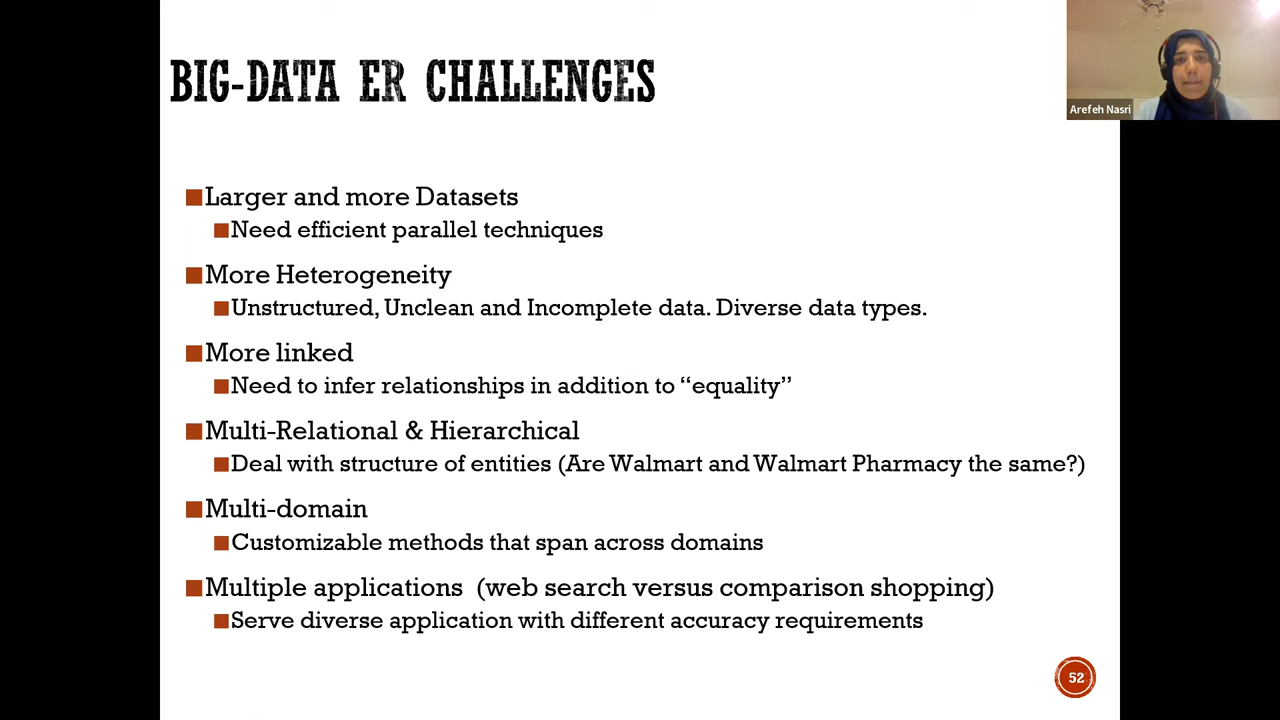 BIG-DATA ER CHALLENGES
Arefeh Nasri
Larger and more Datasets
Need efficient parallel techniques
More Heterogeneity
Unstructured, Unclean and Incomplete data. Diverse data types.
More linked
Need to infer relationships in addition to “equality”
Multi-Relational & Hierarchical
Deal with structure of entities (Are Walmart and Walmart Pharmacy the same?)
Multi-domain
Customizable methods that span across domains
Multiple applications (web search versus comparison shopping)
Serve diverse application with different accuracy requirements
52